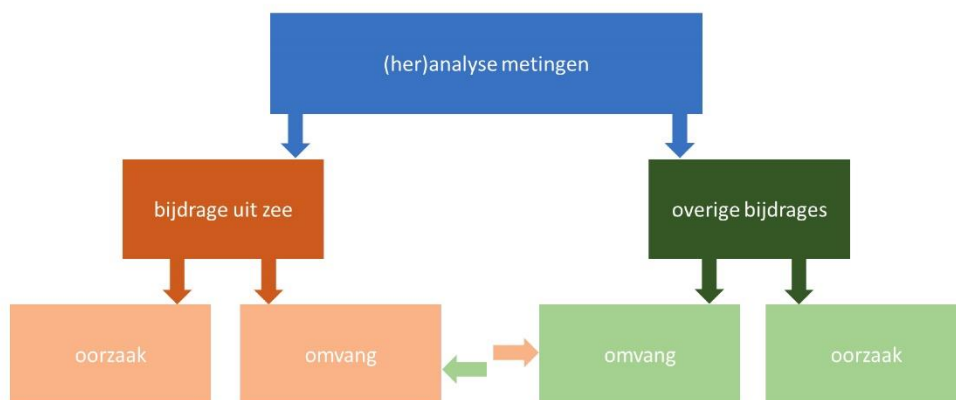 (her)analyse metingen
bijdrage uit zee
overige bijdrages
oorzaak
omvang
omvang
oorzaak